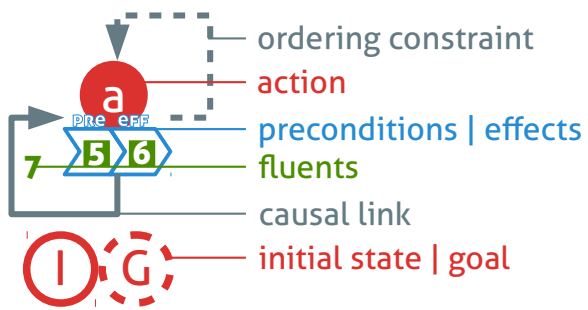 ordering constraint
a
action
PRE EFF
preconditions | effects
5 6
7
fluents
causal link
I G
initial state | goal